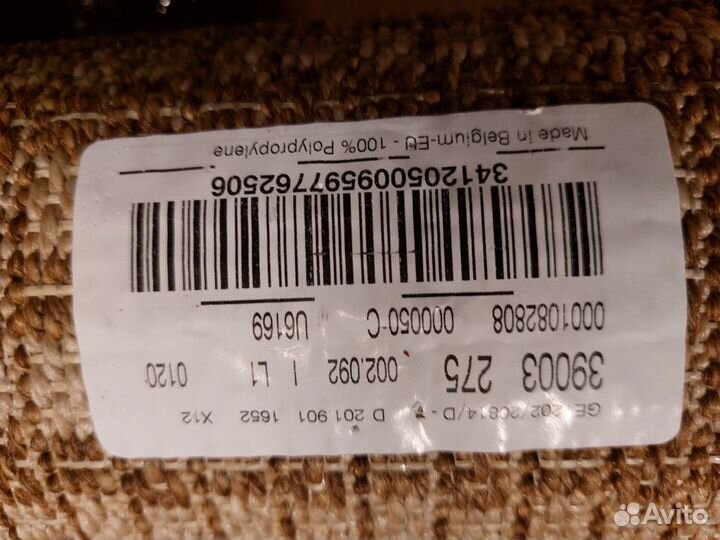 GE 202/20814/D - D 201.901 1652 X12
39003 275 002.092 I L1 0120
0001082808 000050-C U6169
341205009597762506
Made in Belgium-EU - 100% Polypropylene
Avito